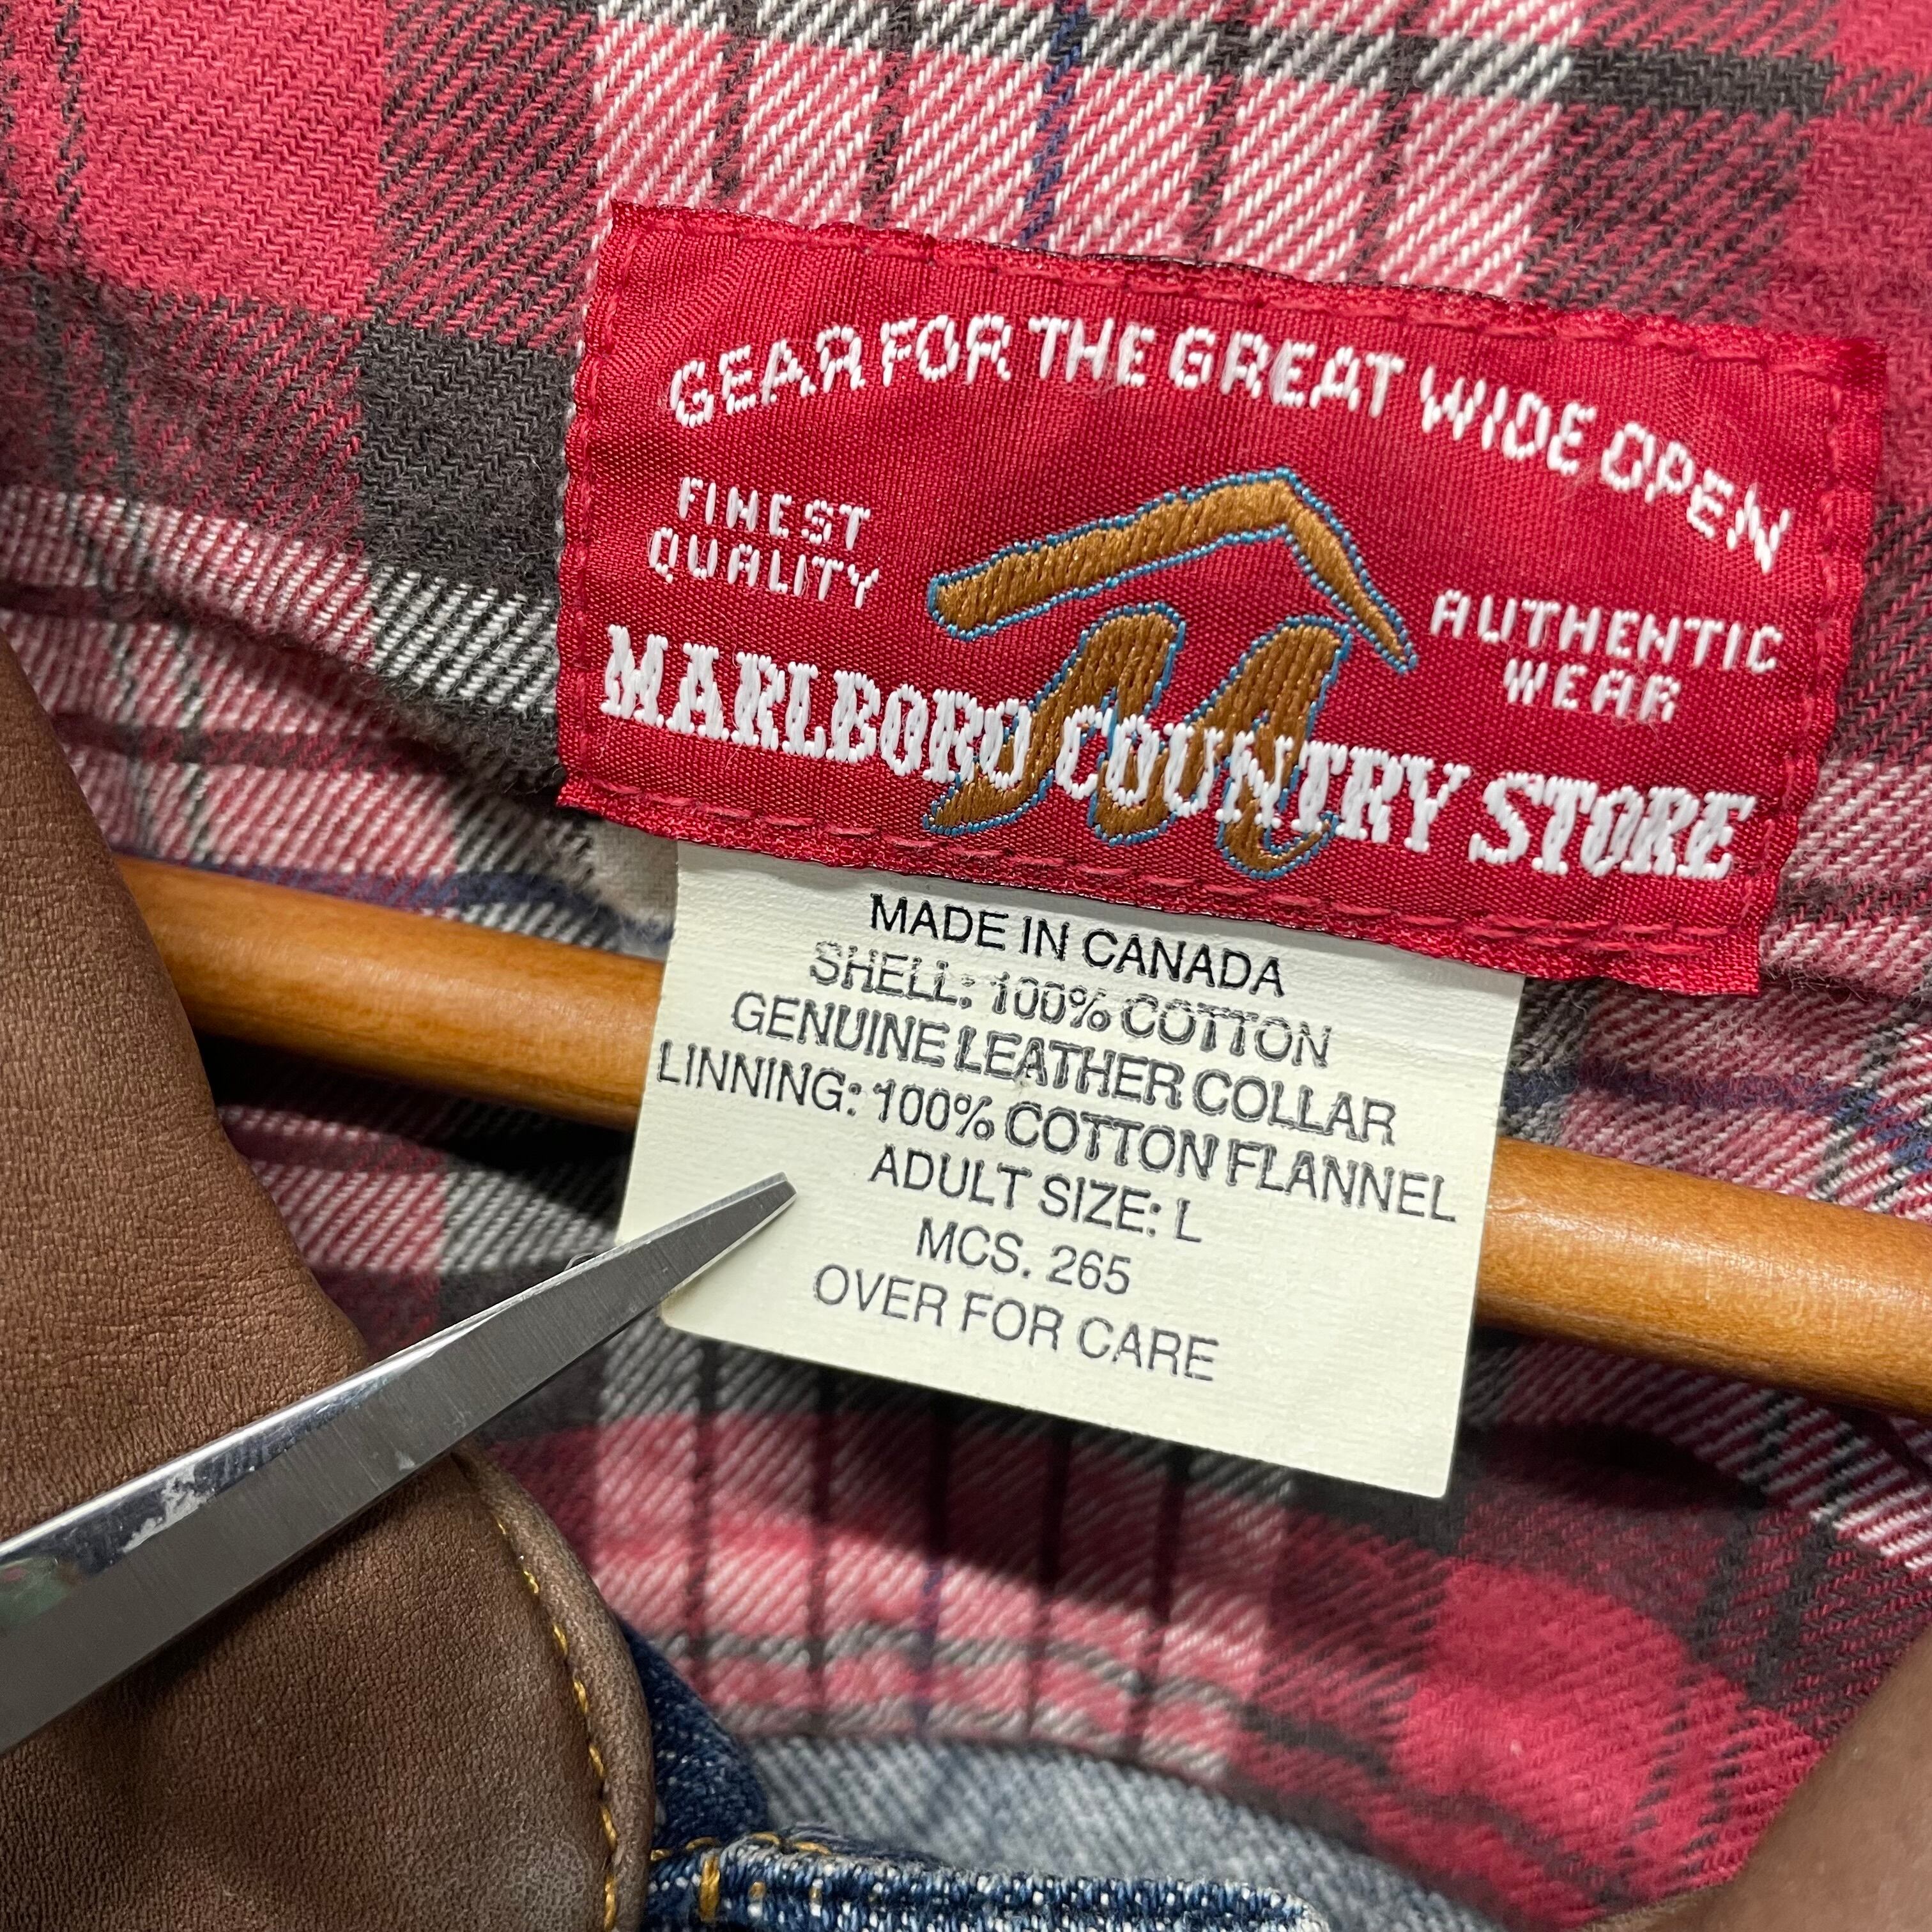 GEAR FOR THE GREAT WIDE OPEN
FINEST
QUALITY
AUTHENTIC
WEAR
MARLBORO COUNTRY STORE
MADE IN CANADA
SHELL: 100% COTTON
GENUINE LEATHER COLLAR
LINNING: 100% COTTON FLANNEL
ADULT SIZE: L
MCS. 265
OVER FOR CARE